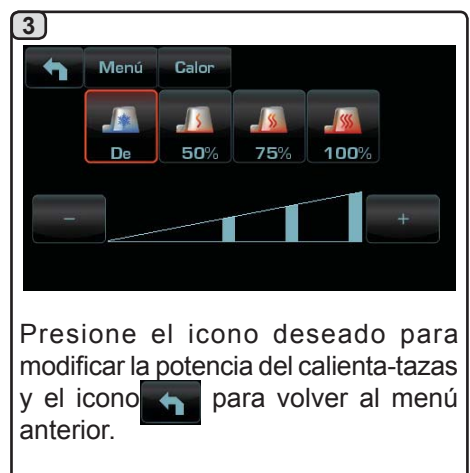 3
Menú Calor
De 50% 75% 100%
- +
Presione el icono deseado para
modificar la potencia del calienta-tazas
y el icono para volver al menú
anterior.